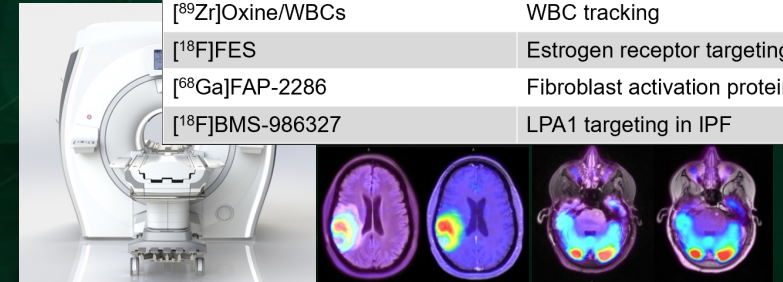 [⁸⁹Zr]Oxine/WBCs WBC tracking
[¹⁸F]FES Estrogen receptor targeting
[⁶⁸Ga]FAP-2286 Fibroblast activation protei
[¹⁸F]BMS-986327 LPA1 targeting in IPF